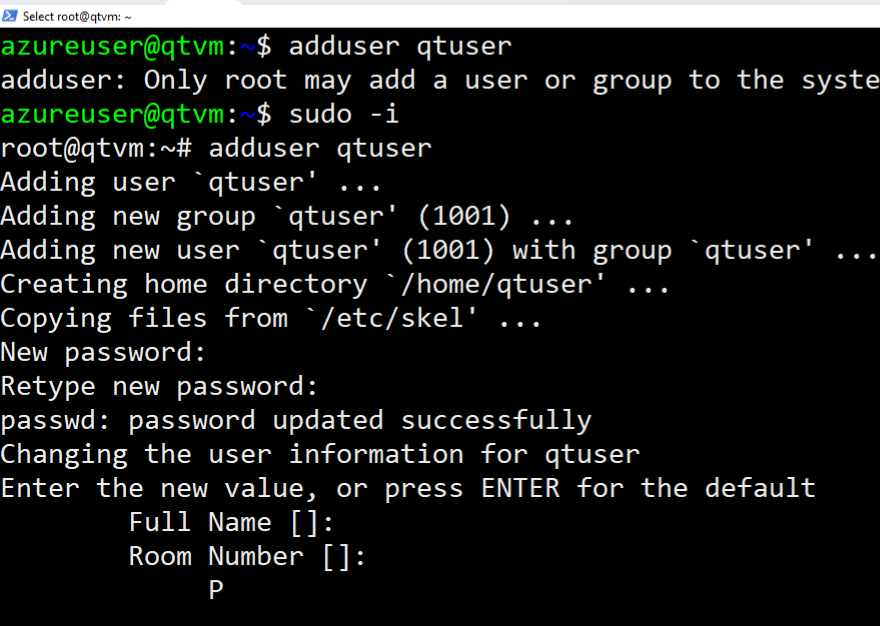 Select root@qtvm: ~
azureuser@qtvm:~$ adduser qtuser
adduser: Only root may add a user or group to the syste
azureuser@qtvm:~$ sudo -i
root@qtvm:~# adduser qtuser
Adding user `qtuser' ...
Adding new group `qtuser' (1001) ...
Adding new user `qtuser' (1001) with group `qtuser' ...
Creating home directory `/home/qtuser' ...
Copying files from `/etc/skel' ...
New password:
Retype new password:
passwd: password updated successfully
Changing the user information for qtuser
Enter the new value, or press ENTER for the default
Full Name []:
Room Number []:
P